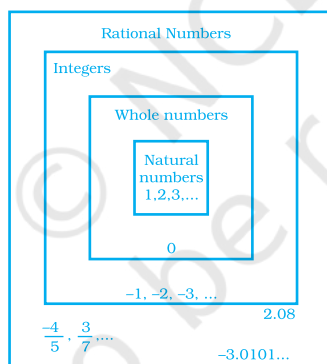 Rational Numbers
Integers
Whole numbers
Natural
numbers
1,2,3,...
0
–1, –2, –3, ...
2.08
–4/5, 3/7 ....
–3.0101...